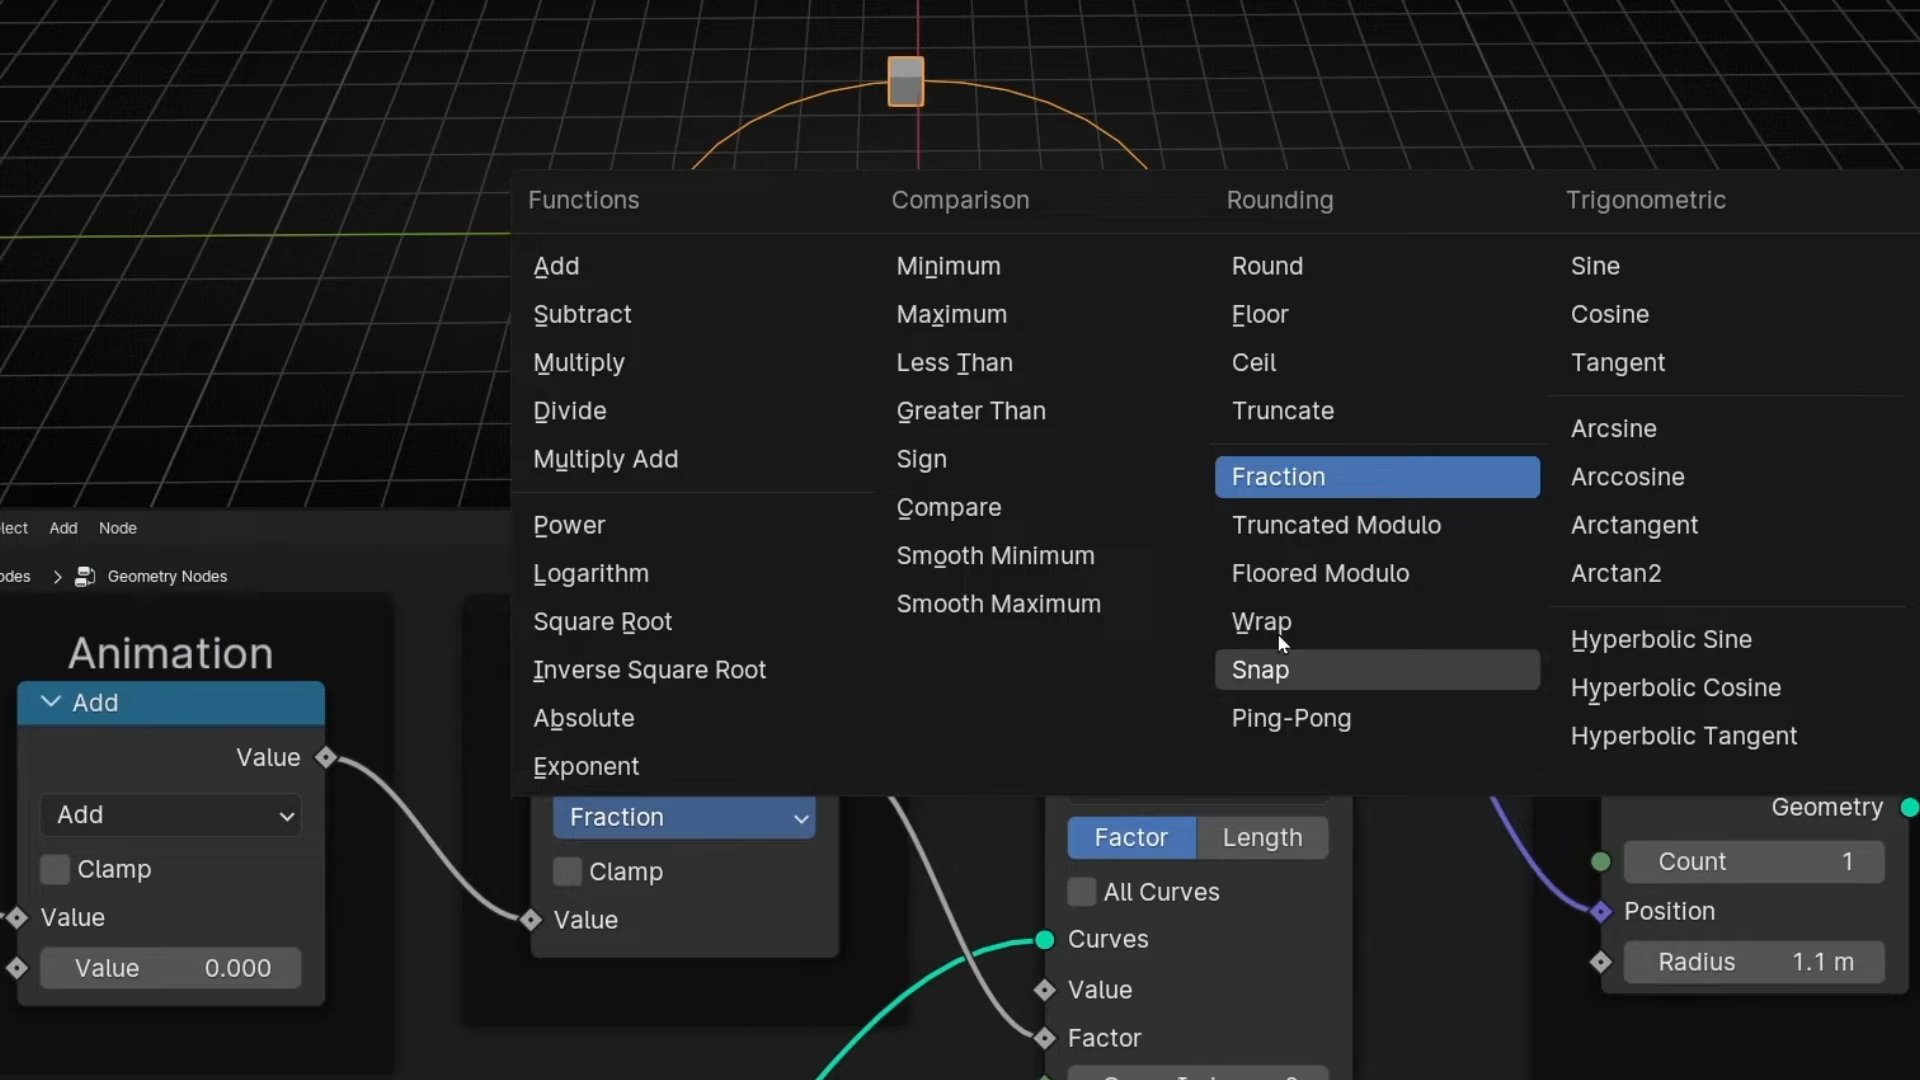 Functions
Add
Subtract
Multiply
Divide
Multiply Add
Power
Logarithm
Square Root
Inverse Square Root
Absolute
Exponent
Comparison
Minimum
Maximum
Less Than
Greater Than
Sign
Compare
Smooth Minimum
Smooth Maximum
Rounding
Round
Floor
Ceil
Truncate
Fraction
Truncated Modulo
Floored Modulo
Wrap
Snap
Ping-Pong
Trigonometric
Sine
Cosine
Tangent
Arcsine
Arccosine
Arctangent
Arctan2
Hyperbolic Sine
Hyperbolic Cosine
Hyperbolic Tangent
lect Add Node
odes > Geometry Nodes
Animation
Add
Value
Add
Clamp
Value
Value 0.000
Fraction
Clamp
Value
Factor Length
All Curves
Curves
Value
Factor
Geometry
Count 1
Position
Radius 1.1 m